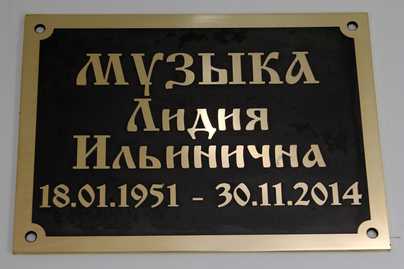 МУЗЫКА
Лидия
Ильинична
18.01.1951 - 30.11.2014